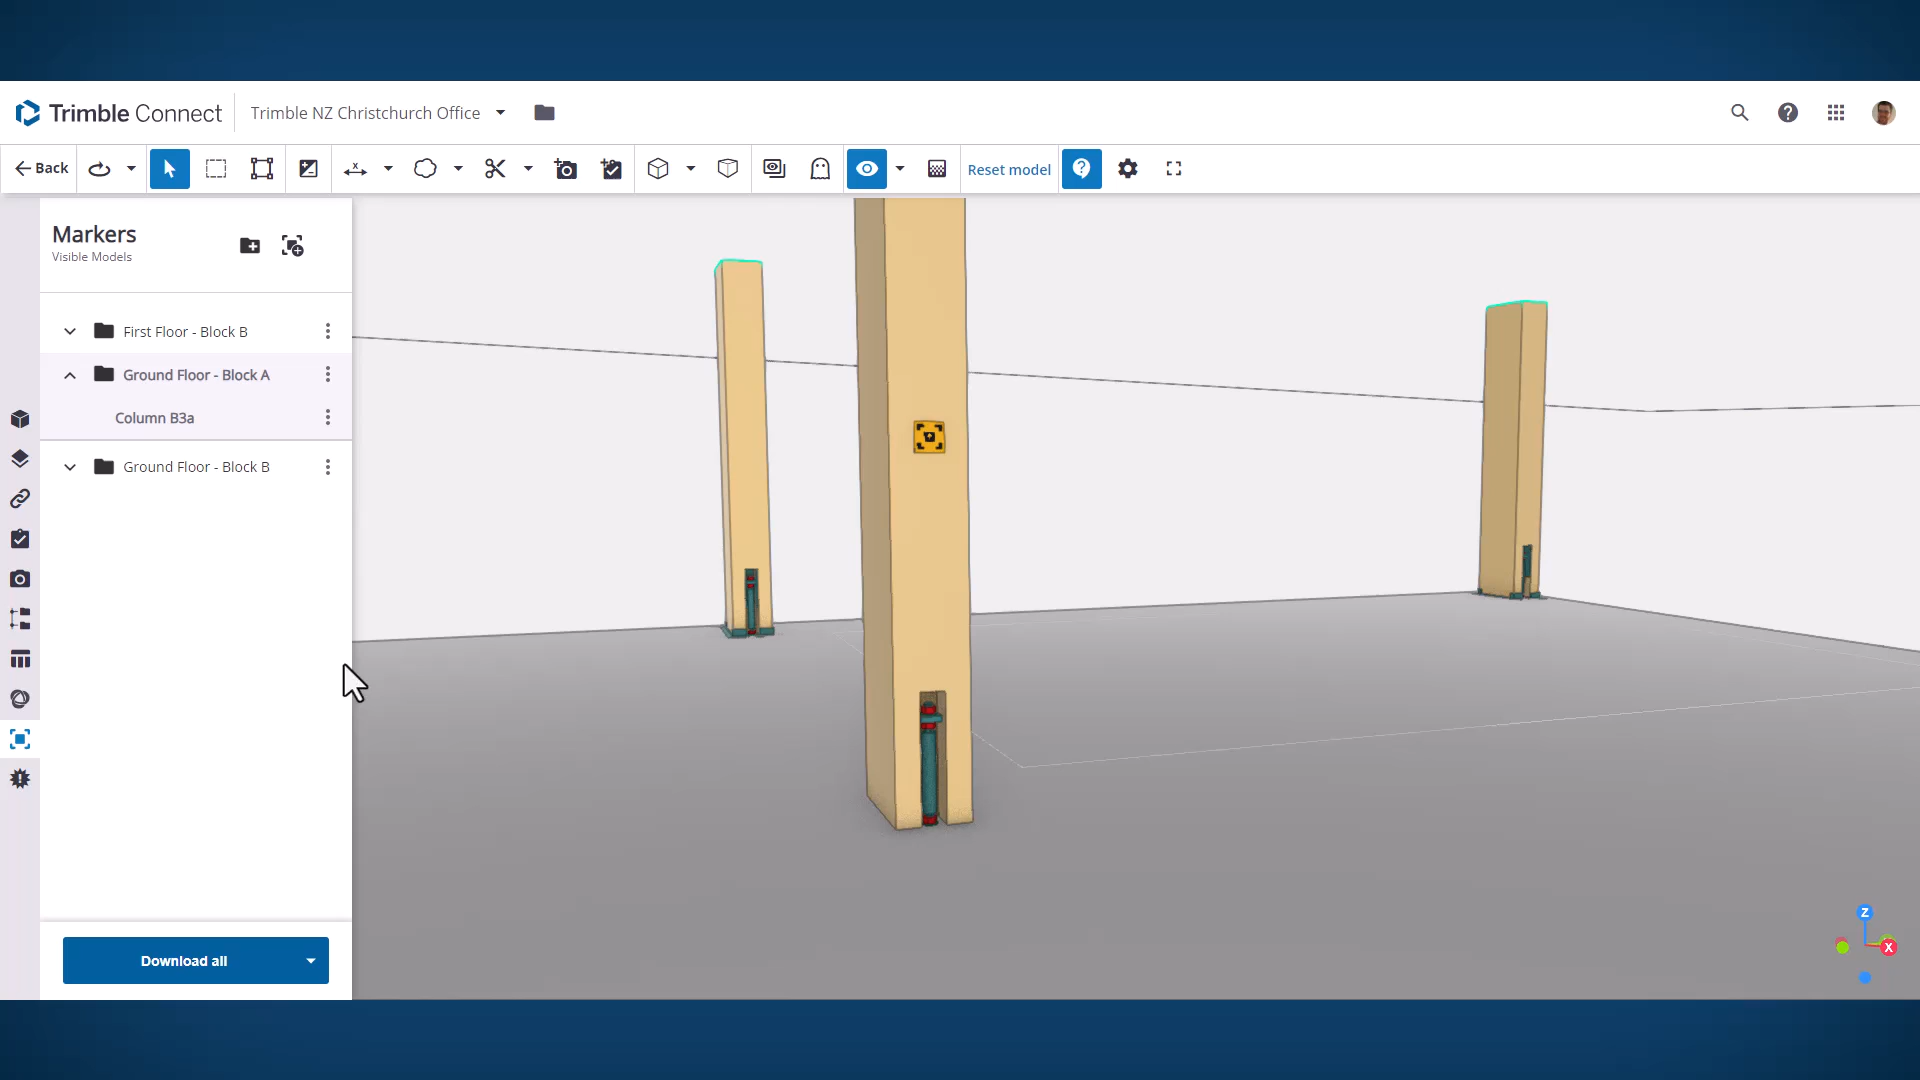 Trimble Connect
Trimble NZ Christchurch Office
Back
Reset model
Markers
Visible Models
First Floor - Block B
Ground Floor - Block A
Column B3a
Ground Floor - Block B
Download all
Z
X